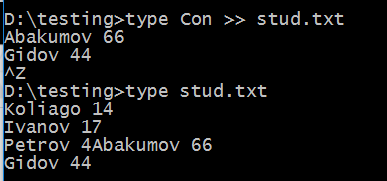 D:\testing>type Con >> stud.txt
Abakumov 66
Gidov 44
^Z
D:\testing>type stud.txt
Koliago 14
Ivanov 17
Petrov 4Abakumov 66
Gidov 44